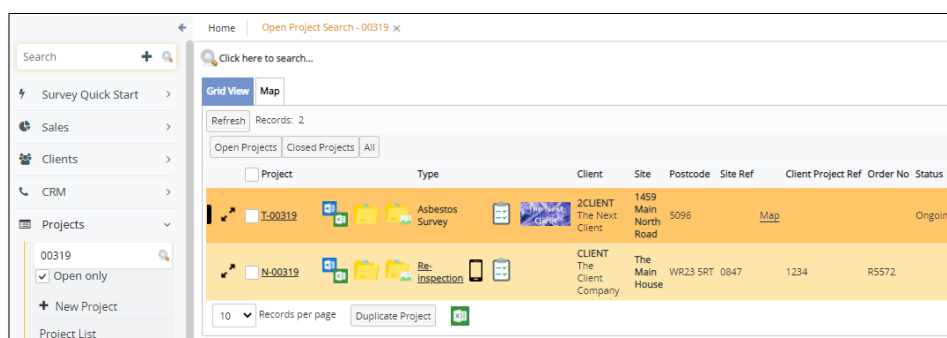 Home
Open Project Search - 00319
Search
Click here to search...
Survey Quick Start
Sales
Clients
CRM
Projects
00319
Open only
New Project
Project List
Grid View Map
Refresh Records: 2
Open Projects Closed Projects All
Project Type Client Site Postcode Site Ref Client Project Ref Order No Status
T-00319
Asbestos
Survey
The Next
Client
2CLIENT
The Next
Client
1459
Main
North
Road
5096
Map
N-00319
Re-
inspection
CLIENT
The
Client
Company
The
Main
House
WR23 5RT 0847 1234 R5572
10 Records per page Duplicate Project